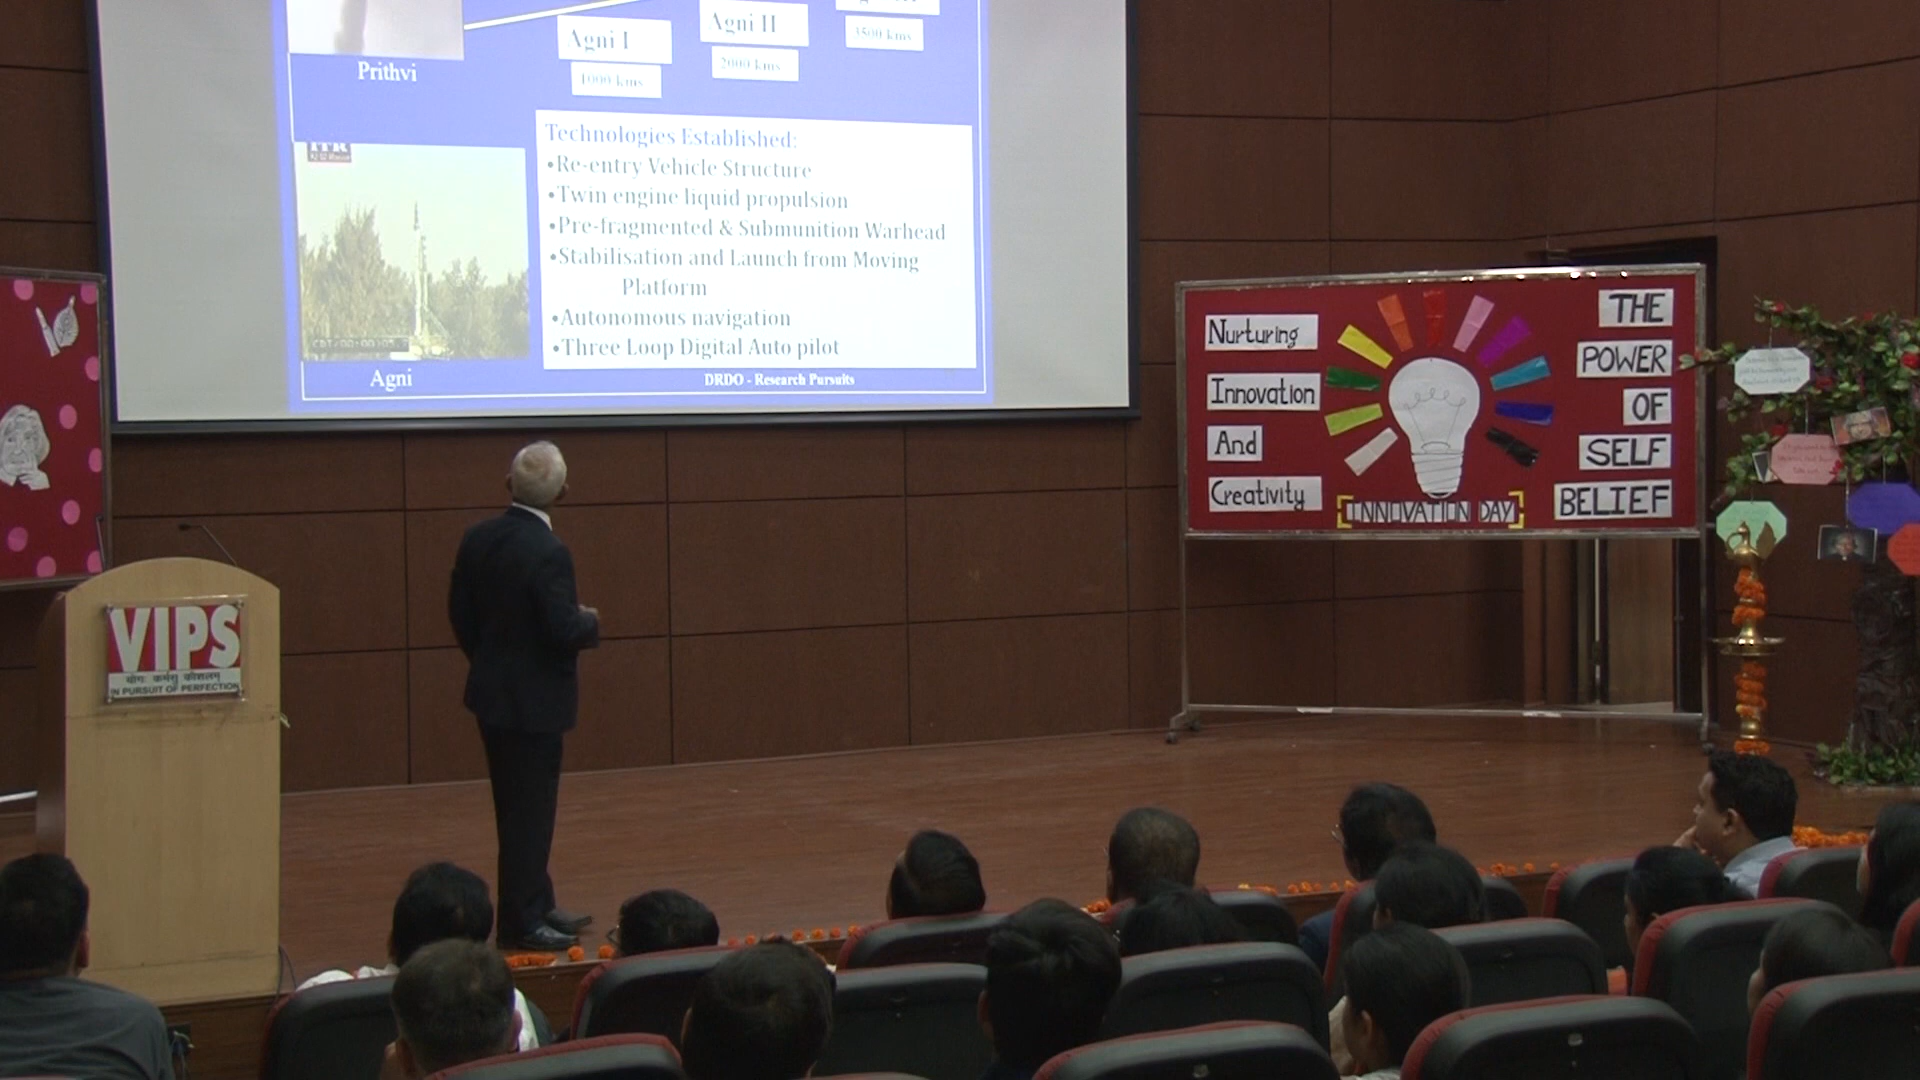 Prithvi
Agni I
1000 kms
Agni II
2000 kms
3500 kms
Technologies Established:
•Re-entry Vehicle Structure
•Twin engine liquid propulsion
•Pre-fragmented & Submunition Warhead
•Stabilisation and Launch from Moving
Platform
•Autonomous navigation
•Three Loop Digital Auto pilot
Agni
DRDO - Research Pursuits
VIPS
योगः कर्मसु कौशलम्
IN PURSUIT OF PERFECTION
Nurturing
Innovation
And
Creativity
INNOVATION DAY
THE
POWER
OF
SELF
BELIEF